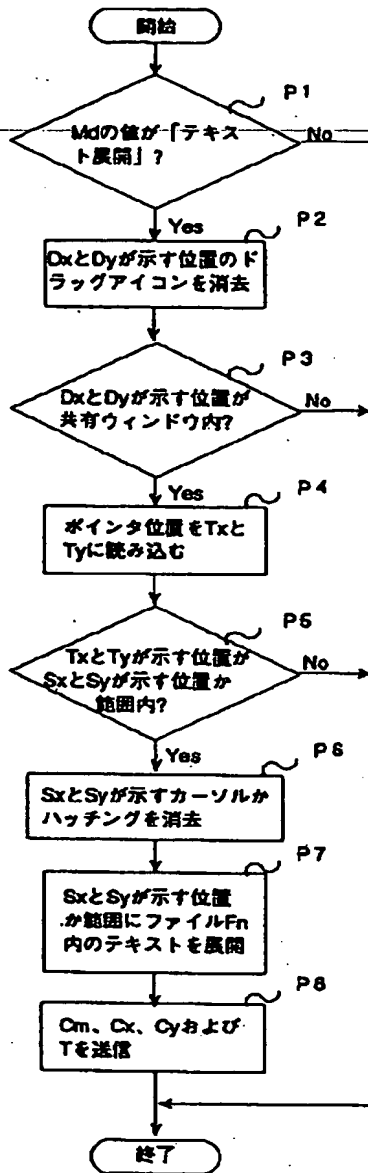 開始
P1
Mdの値が「テキス
ト展開」?
No
Yes
P2
DxとDyが示す位置のド
ラッグアイコンを消去
P3
DxとDyが示す位置が
共有ウィンドウ内?
No
Yes
P4
ポインタ位置をTxと
Tyに読み込む
P5
TxとTyが示す位置が
SxとSyが示す位置か
範囲内?
No
Yes
P6
SxとSyが示すカーソルか
ハッチングを消去
P7
SxとSyが示す位置
か範囲にファイルFn
内のテキストを展開
P8
Cm、Cx、Cyおよび
Tを送信
終了